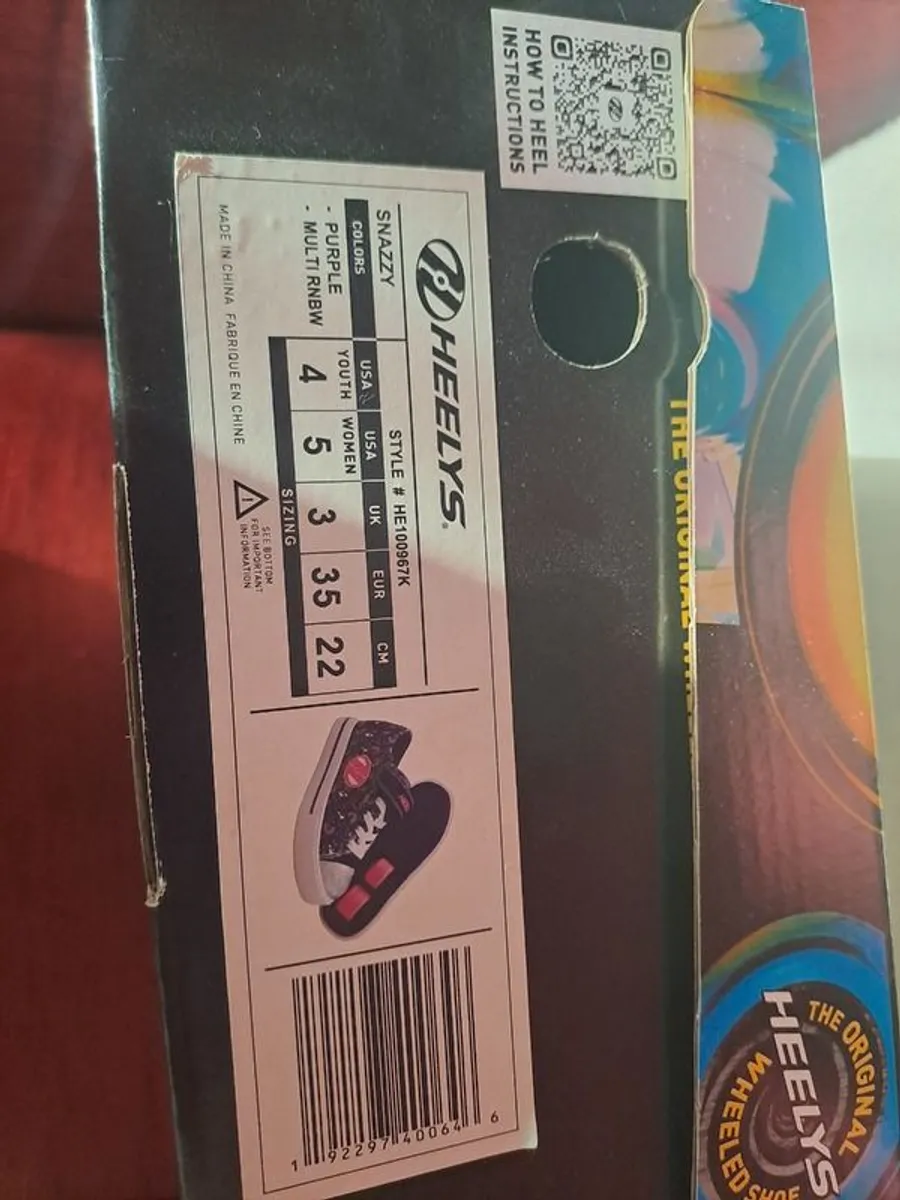 HOW TO HEEL
INSTRUCTIONS
HEELYS®
SNAZZY
STYLE # HE100967K
COLORS
- PURPLE
- MULTI RNBW
USA USA UK EUR CM
YOUTH WOMEN
4 5 3 35 22
SIZING
MADE IN CHINA FABRIQUE EN CHINE
SEE BOTTOM
FOR IMPORTANT
INFORMATION
1 92297 40064 6
THE ORIGINAL
THE ORIGINAL
HEELYS
WHEELED SHOE